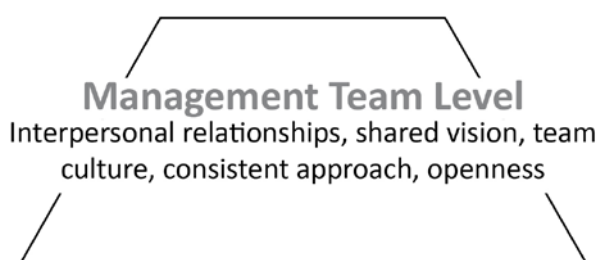 Management Team Level
Interpersonal relationships, shared vision, team
culture, consistent approach, openness